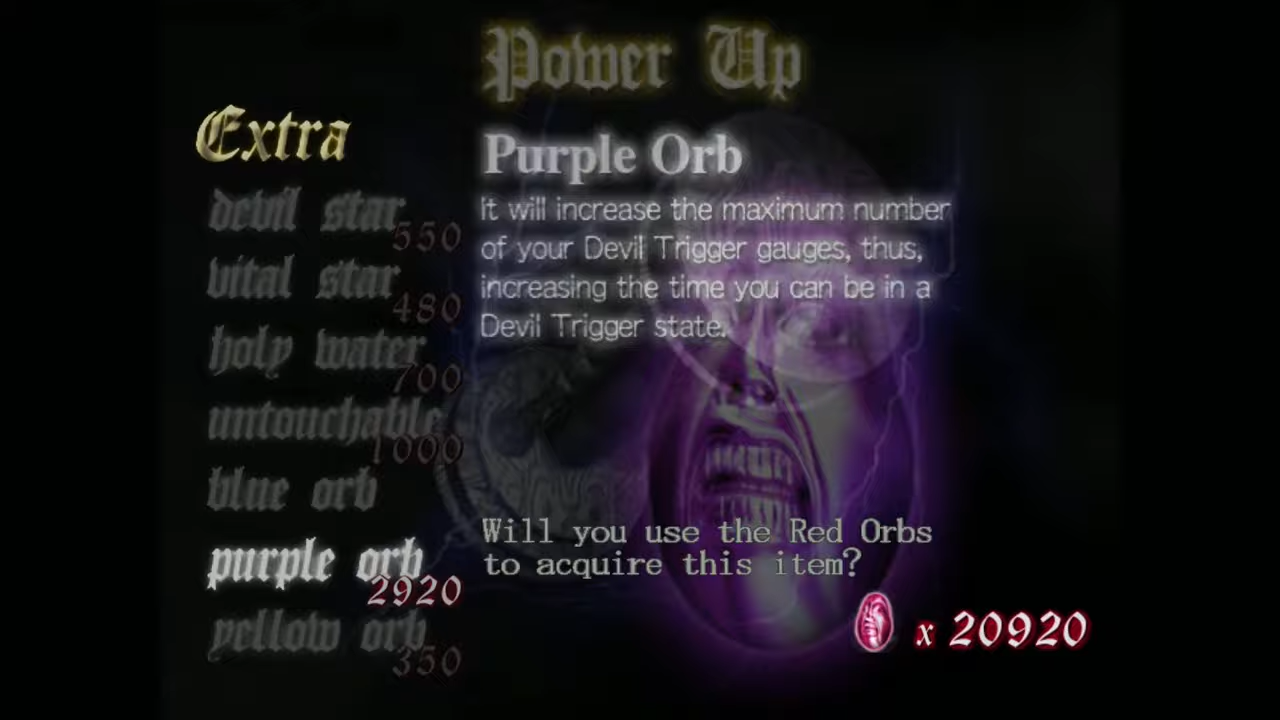 Power Up
Extra
devil star
550
vital star
480
holy water
700
untouchable
1000
blue orb
purple orb
2920
yellow orb
350
Purple Orb
It will increase the maximum number
of your Devil Trigger gauges, thus,
increasing the time you can be in a
Devil Trigger state.
Will you use the Red Orbs
to acquire this item?
x 20920